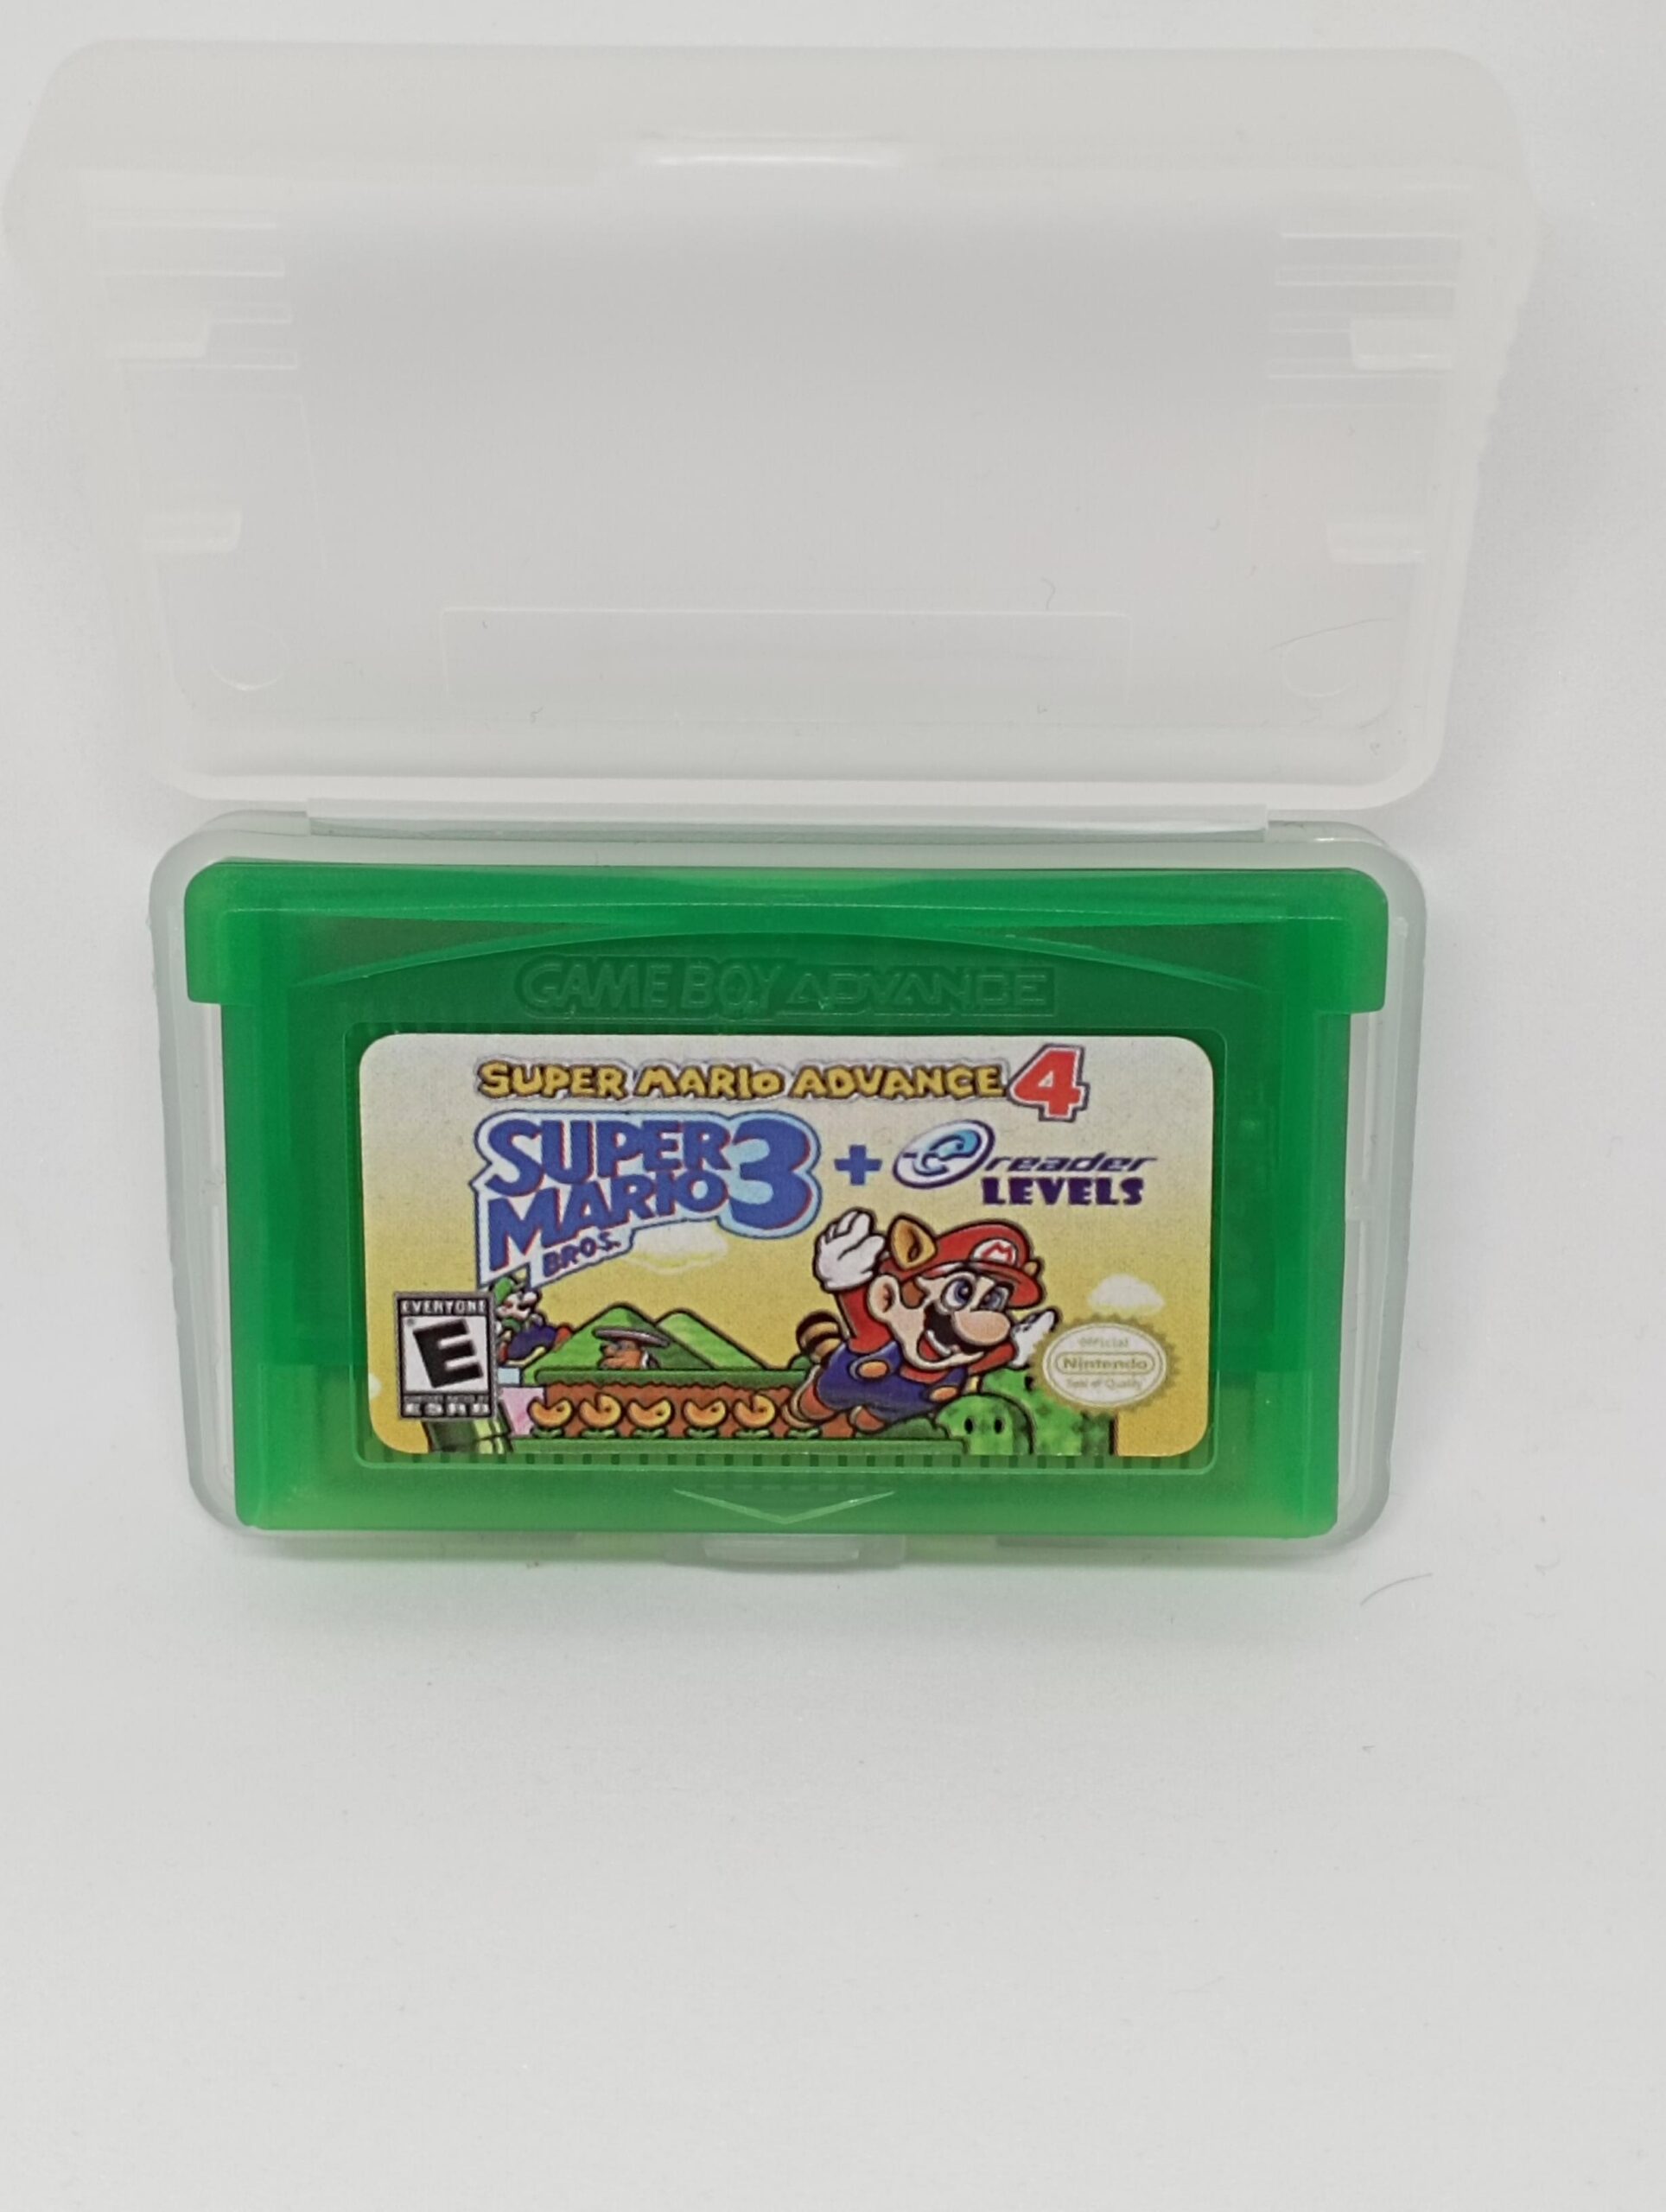 GAME BOY ADVANCE
SUPER MARIO ADVANCE 4
SUPER
MARIO 3
BROS.
+ e reader
LEVELS
M
EVERYONE
E
ESRB
Official
Nintendo
Seal of Quality